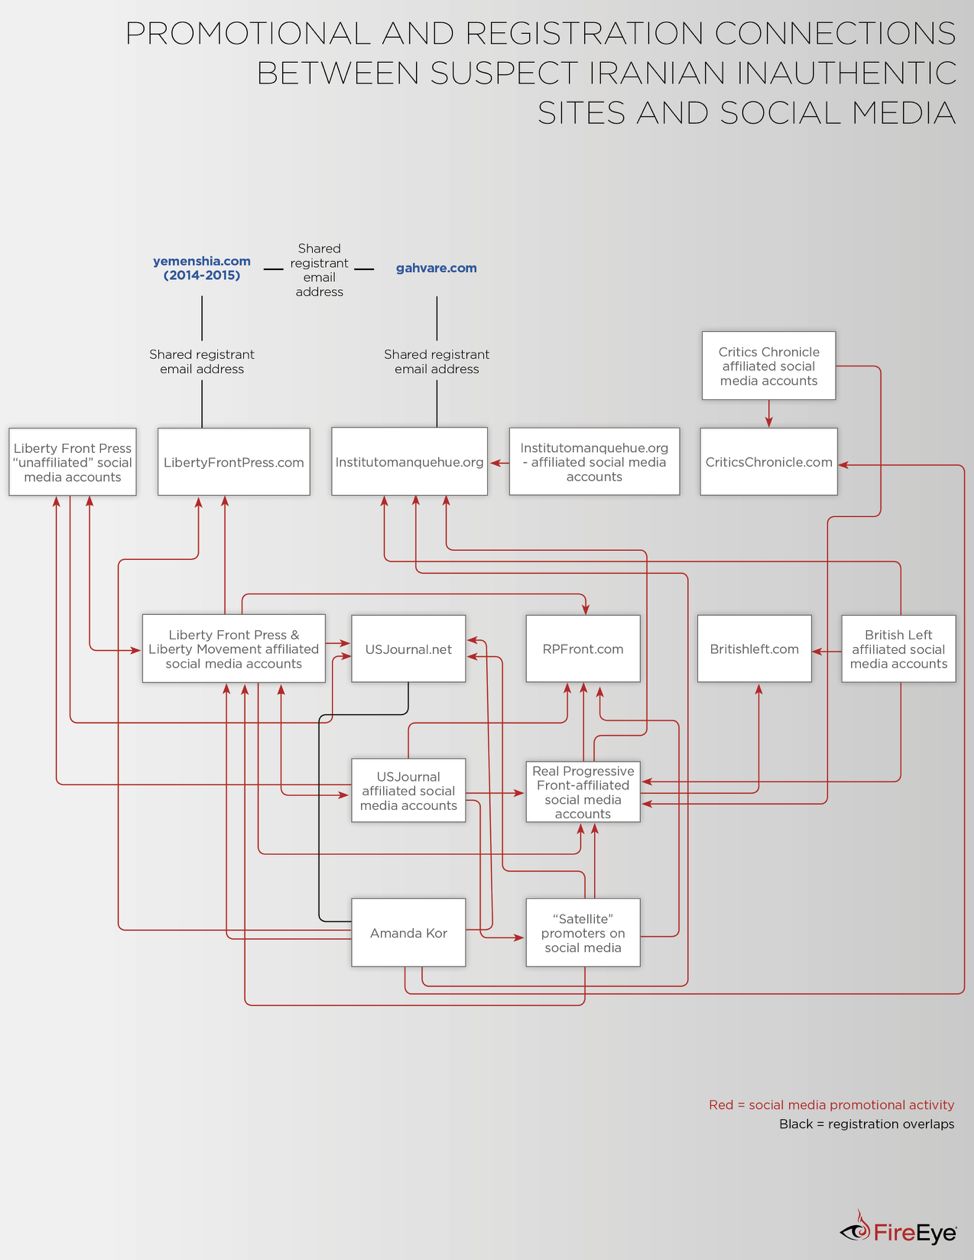 PROMOTIONAL AND REGISTRATION CONNECTIONS
BETWEEN SUSPECT IRANIAN INAUTHENTIC
SITES AND SOCIAL MEDIA
yemenshia.com
(2014-2015)
Shared
registrant
email
address
gahvare.com
Shared registrant
email address
Shared registrant
email address
Critics Chronicle
affiliated social
media accounts
Liberty Front Press
“unaffiliated” social
media accounts
LibertyFrontPress.com
Institutomanquehue.org
Institutomanquehue.org
- affiliated social media
accounts
CriticsChronicle.com
Liberty Front Press &
Liberty Movement affiliated
social media accounts
USJournal.net
RPFront.com
Britishleft.com
British Left
affiliated social
media accounts
USJournal
affiliated social
media accounts
Real Progressive
Front-affiliated
social media
accounts
Amanda Kor
“Satellite”
promoters on
social media
Red = social media promotional activity
Black = registration overlaps
FireEye